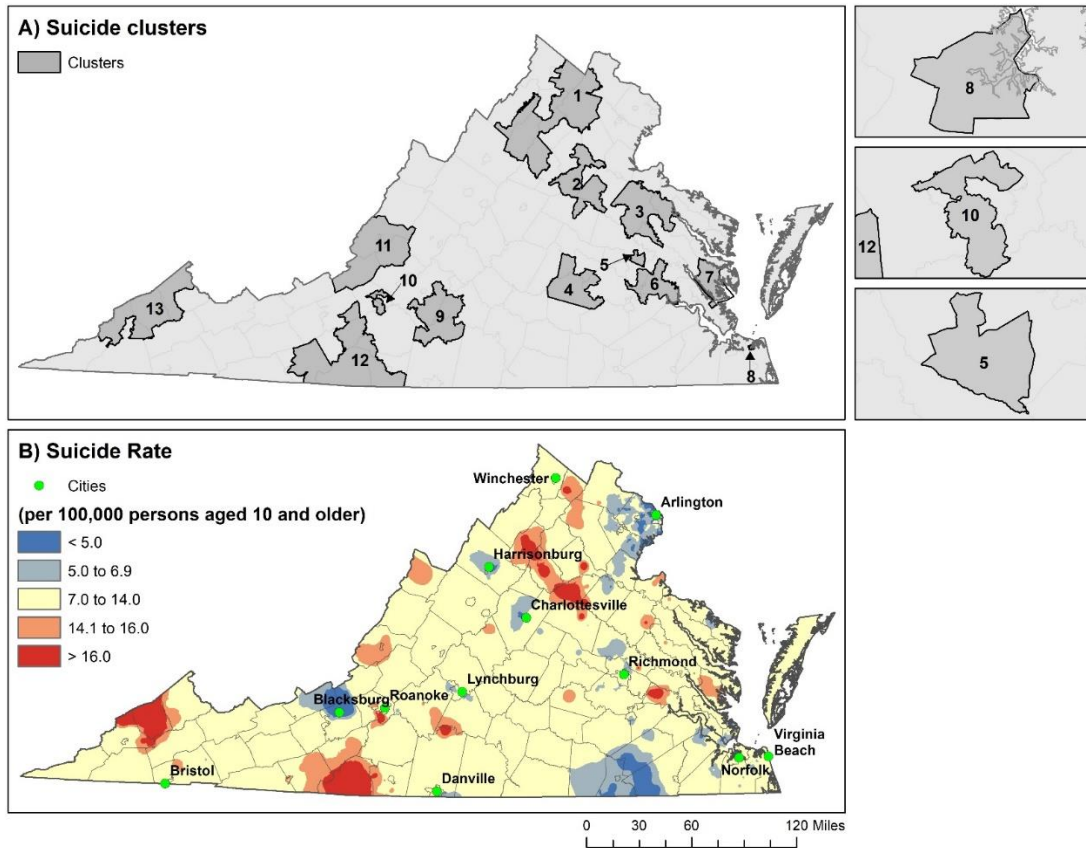 A) Suicide clusters
Clusters
1
2
3
4
5
6
7
8
9
10
11
12
13
8
10
12
5
B) Suicide Rate
Cities
(per 100,000 persons aged 10 and older)
< 5.0
5.0 to 6.9
7.0 to 14.0
14.1 to 16.0
> 16.0
Winchester
Arlington
Harrisonburg
Charlottesville
Richmond
Lynchburg
Roanoke
Blacksburg
Virginia
Beach
Norfolk
Danville
Bristol
0 30 60 120 Miles